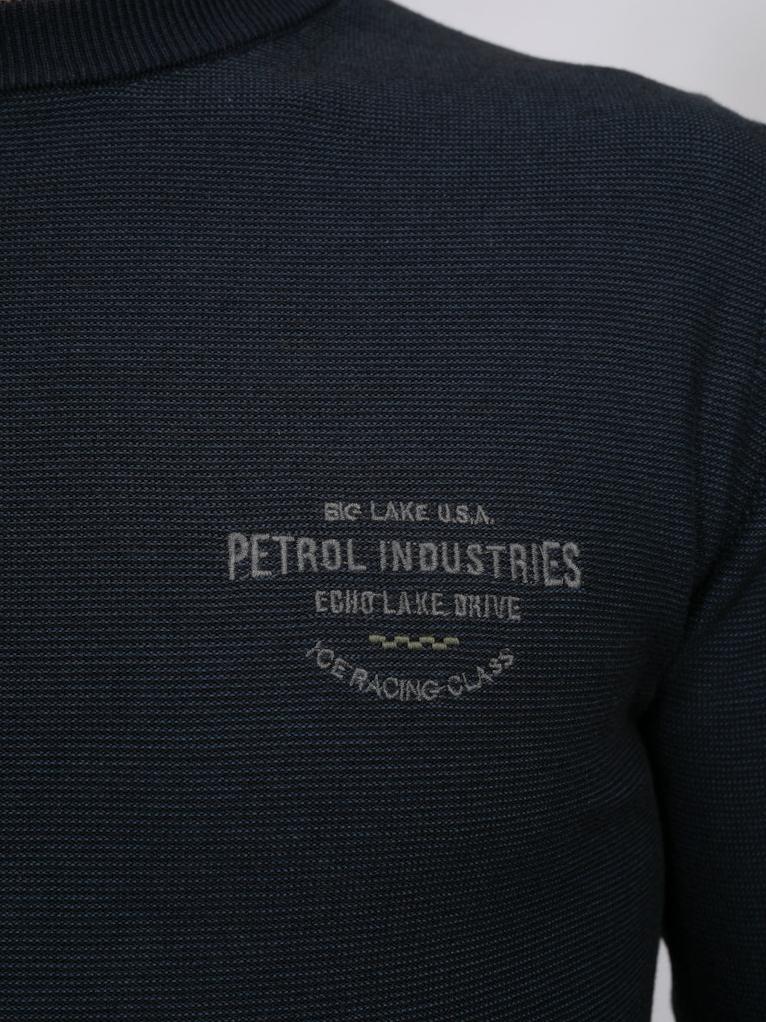 BIG LAKE U.S.A.
PETROL INDUSTRIES
ECHO LAKE DRIVE
ICE RACING CLASS